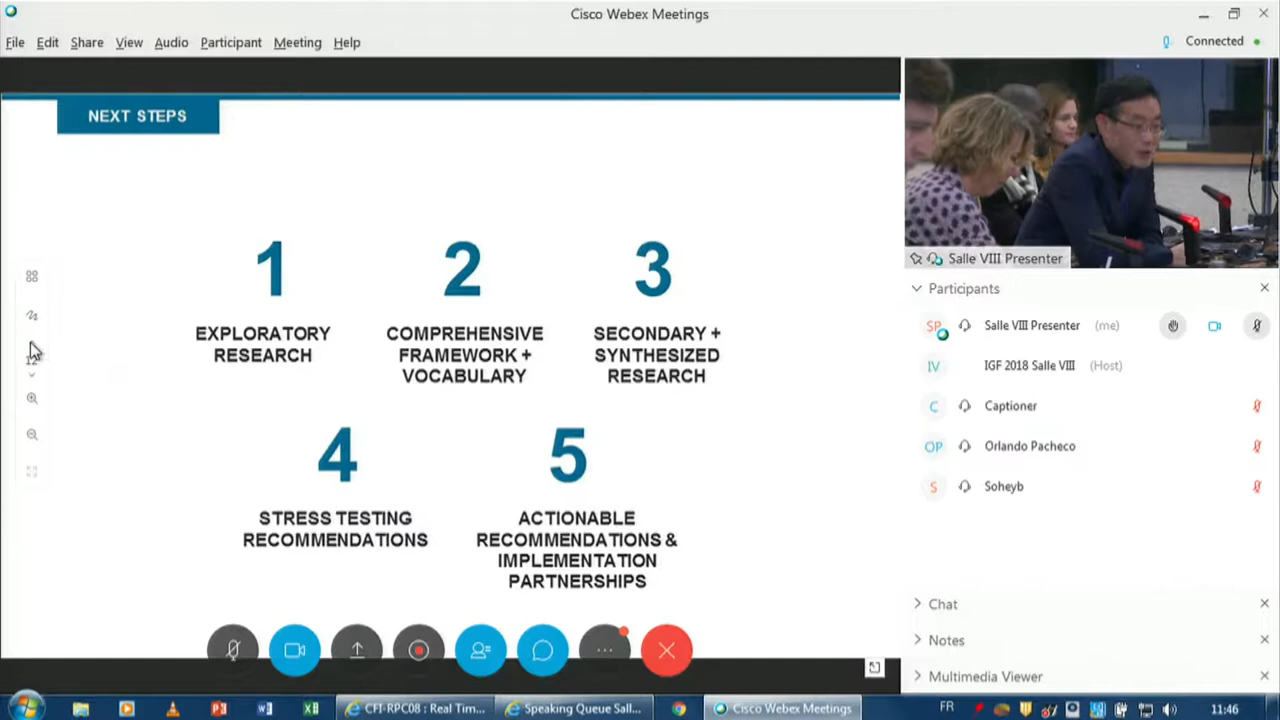 Cisco Webex Meetings
File Edit Share View Audio Participant Meeting Help
Connected
NEXT STEPS
1
EXPLORATORY
RESEARCH
2
COMPREHENSIVE
FRAMEWORK +
VOCABULARY
3
SECONDARY +
SYNTHESIZED
RESEARCH
4
STRESS TESTING
RECOMMENDATIONS
5
ACTIONABLE
RECOMMENDATIONS &
IMPLEMENTATION
PARTNERSHIPS
Salle VIII Presenter
Participants
SP Salle VIII Presenter (me)
IV IGF 2018 Salle VIII (Host)
C Captioner
OP Orlando Pacheco
S Soheyb
Chat
Notes
Multimedia Viewer
CFI-RPC08 : Real Tim...
Speaking Queue Sall...
Cisco Webex Meetings
FR
11:46